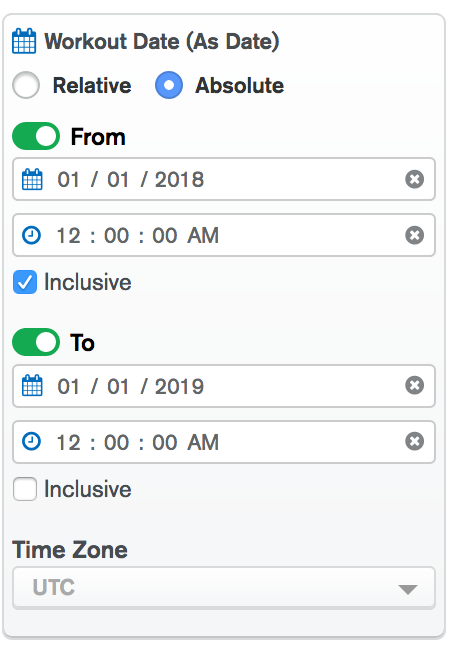 Workout Date (As Date)
Relative Absolute
From
01 / 01 / 2018
12 : 00 : 00 AM
Inclusive
To
01 / 01 / 2019
12 : 00 : 00 AM
Inclusive
Time Zone
UTC